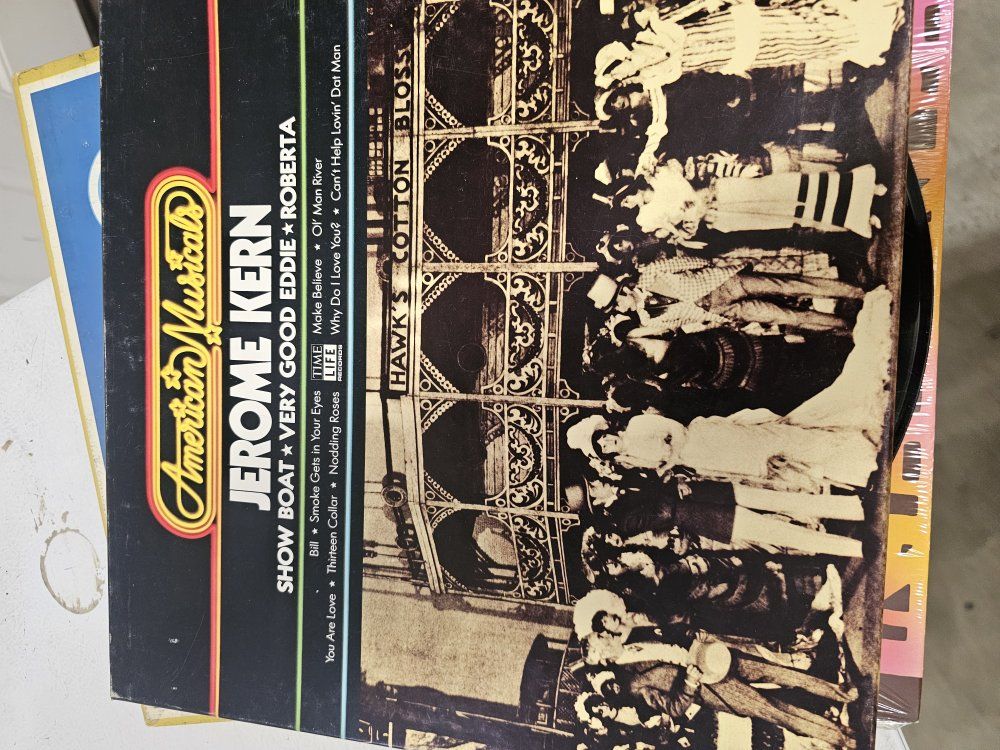 American Musicals
JEROME KERN
SHOW BOAT ★ VERY GOOD EDDIE ★ ROBERTA
Bill ★ Smoke Gets in Your Eyes
TIME
LIFE
RECORDS
Make Believe ★ Ol' Man River
You Are Love ★ Thirteen Collar ★ Nodding Roses
Why Do I Love You? ★ Can't Help Lovin' Dat Man
HAWK'S COTTON BLOSS